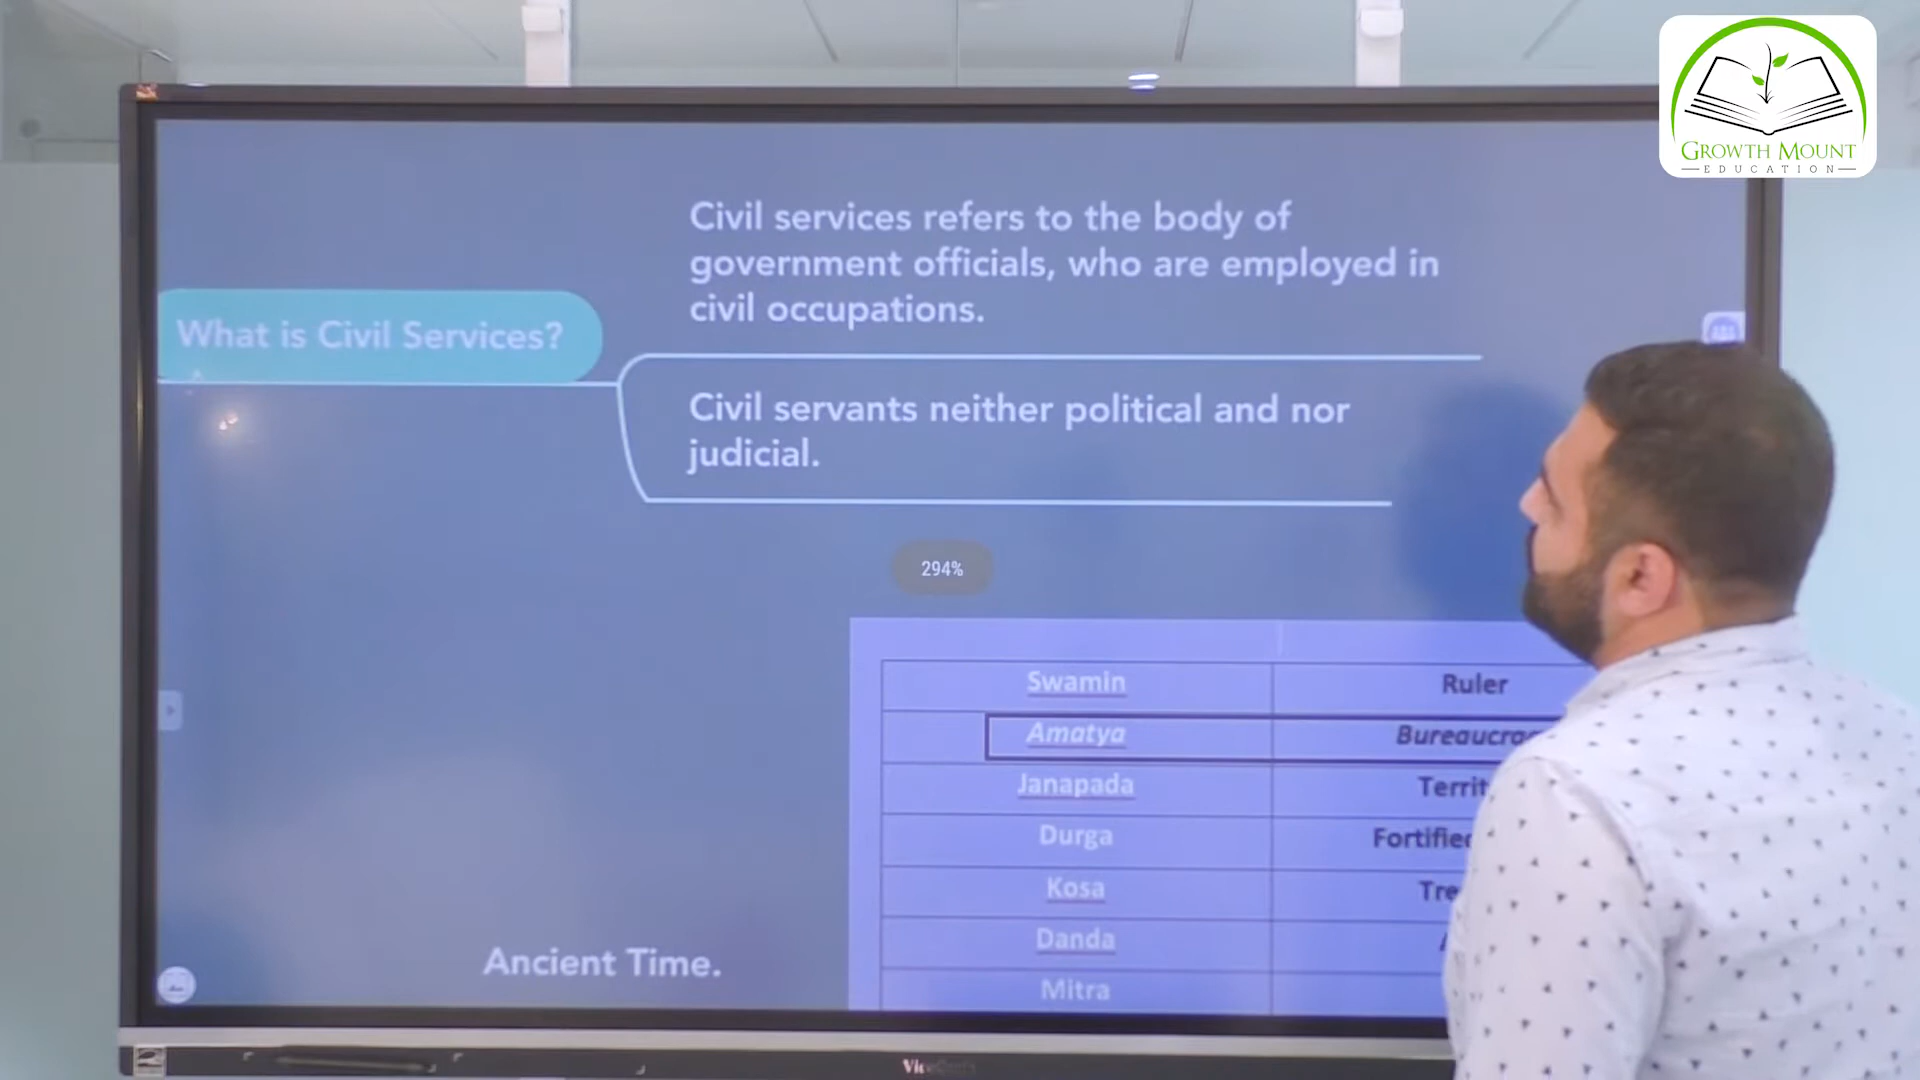 GROWTH MOUNT
EDUCATION
Civil services refers to the body of
government officials, who are employed in
civil occupations.
What is Civil Services?
Civil servants neither political and nor
judicial.
294%
Swamin Ruler
Amatya
Janapada
Durga
Kosa
Danda
Mitra
Ancient Time.